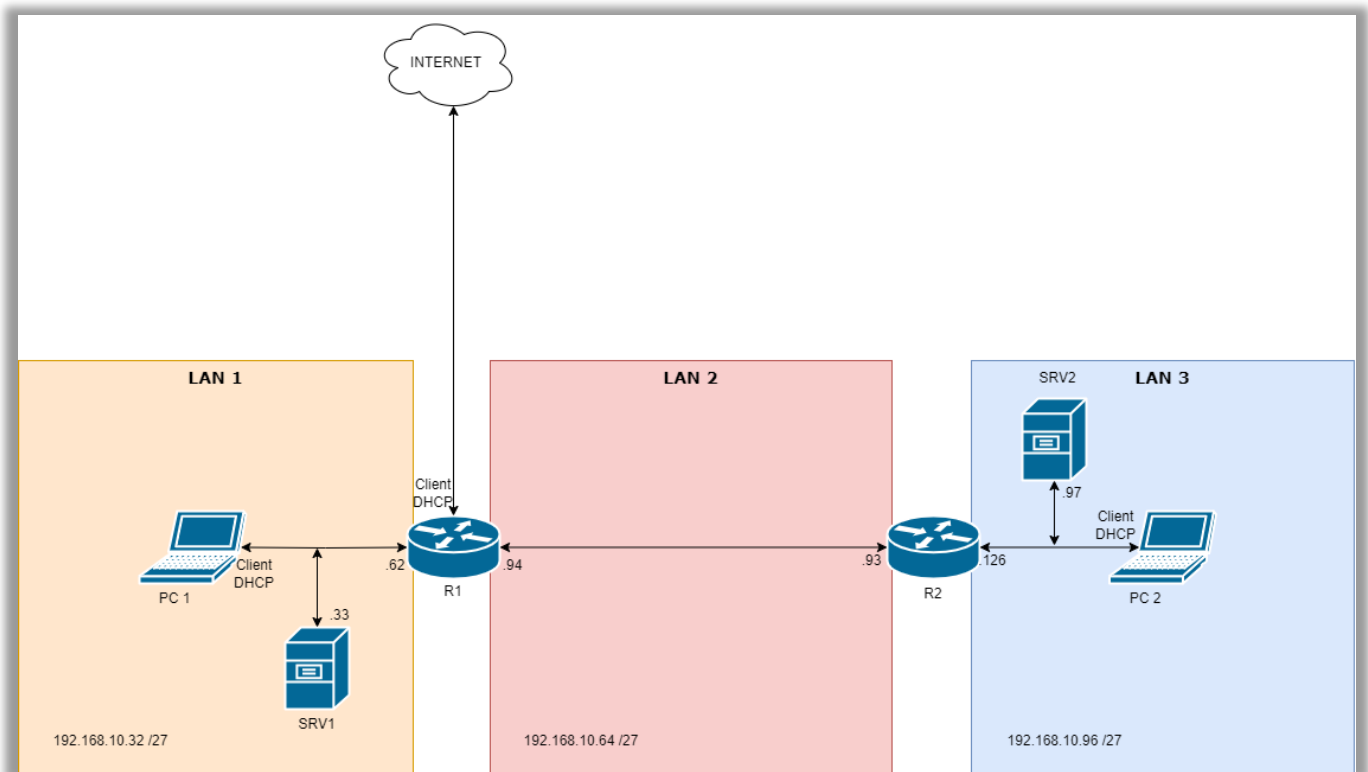 INTERNET
LAN 1
LAN 2
SRV2
LAN 3
Client
DHCP
.97
Client
DHCP
Client
DHCP
.62
.94
.93
.126
PC 1
R1
R2
PC 2
.33
SRV1
192.168.10.32 /27
192.168.10.64 /27
192.168.10.96 /27